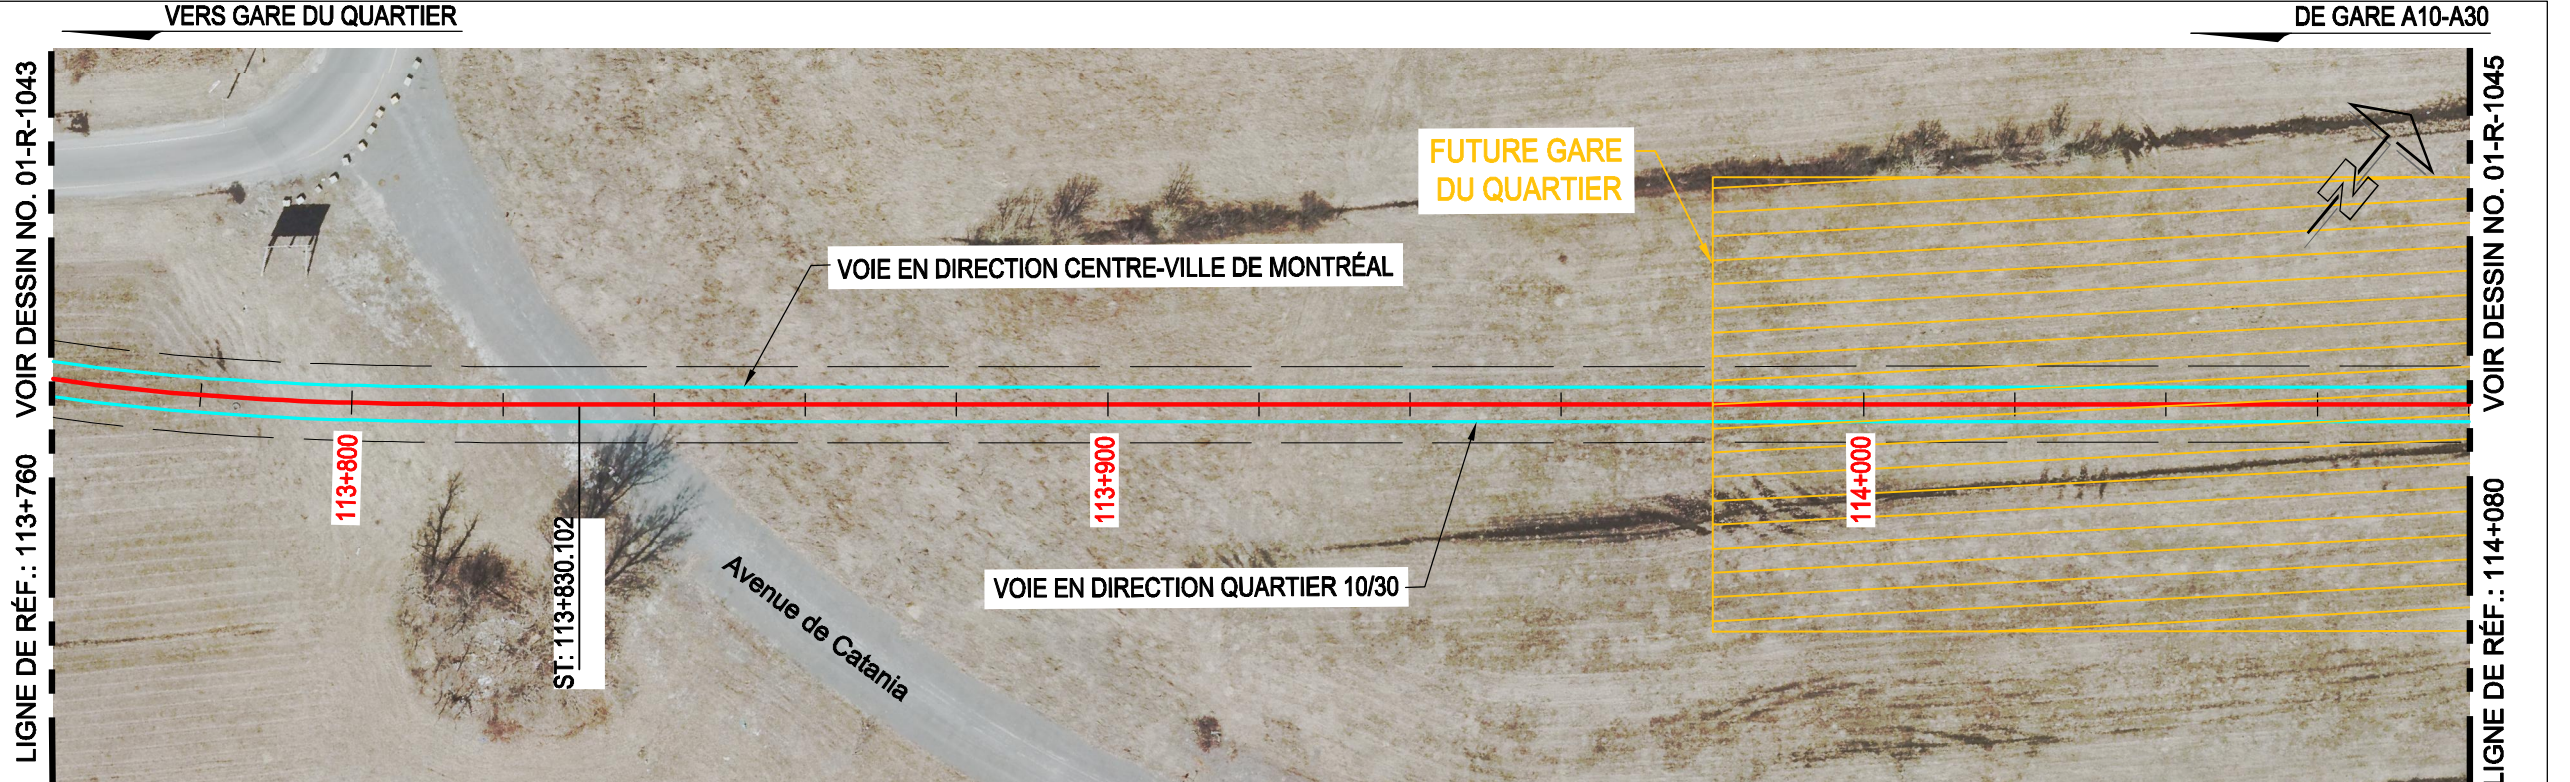 VERS GARE DU QUARTIER
DE GARE A10-A30
VOIR DESSIN NO. 01-R-1043
LIGNE DE RÉF.: 113+760
FUTURE GARE
DU QUARTIER
VOIE EN DIRECTION CENTRE-VILLE DE MONTRÉAL
N
113+800
113+900
114+000
ST: 113+830.102
VOIE EN DIRECTION QUARTIER 10/30
Avenue de Catania
VOIR DESSIN NO. 01-R-1045
LIGNE DE RÉF.: 114+080